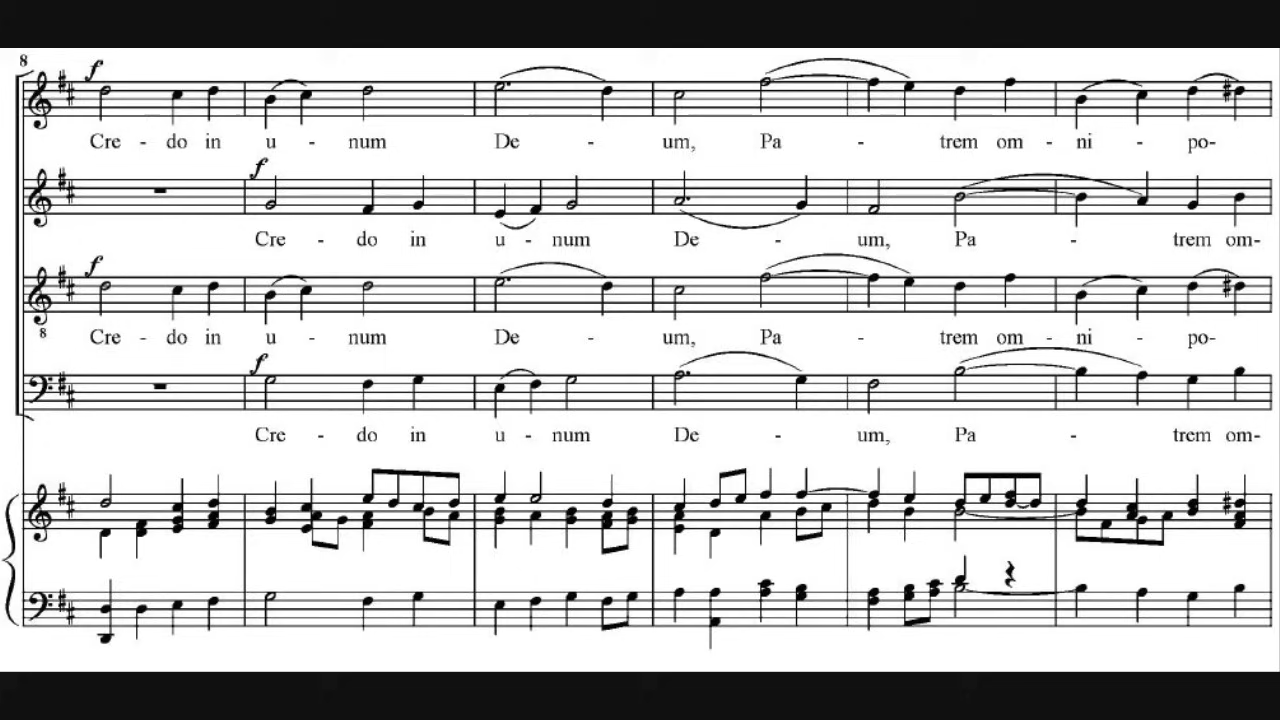 8
f
Cre - do in u - num De - um, Pa - trem om - ni - po-
f
Cre - do in u - num De - um, Pa - trem om-
f
8
Cre - do in u - num De - um, Pa - trem om - ni - po-
f
Cre - do in u - num De - um, Pa - trem om-